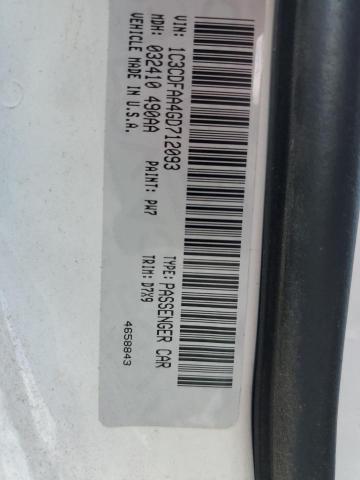 VIN: 1C3CDFAA4GD712093
TYPE: PASSENGER CAR
MDH: 032410 490AA
PAINT: PW7
TRIM: D7X9
VEHICLE MADE IN U.S.A.
4658843